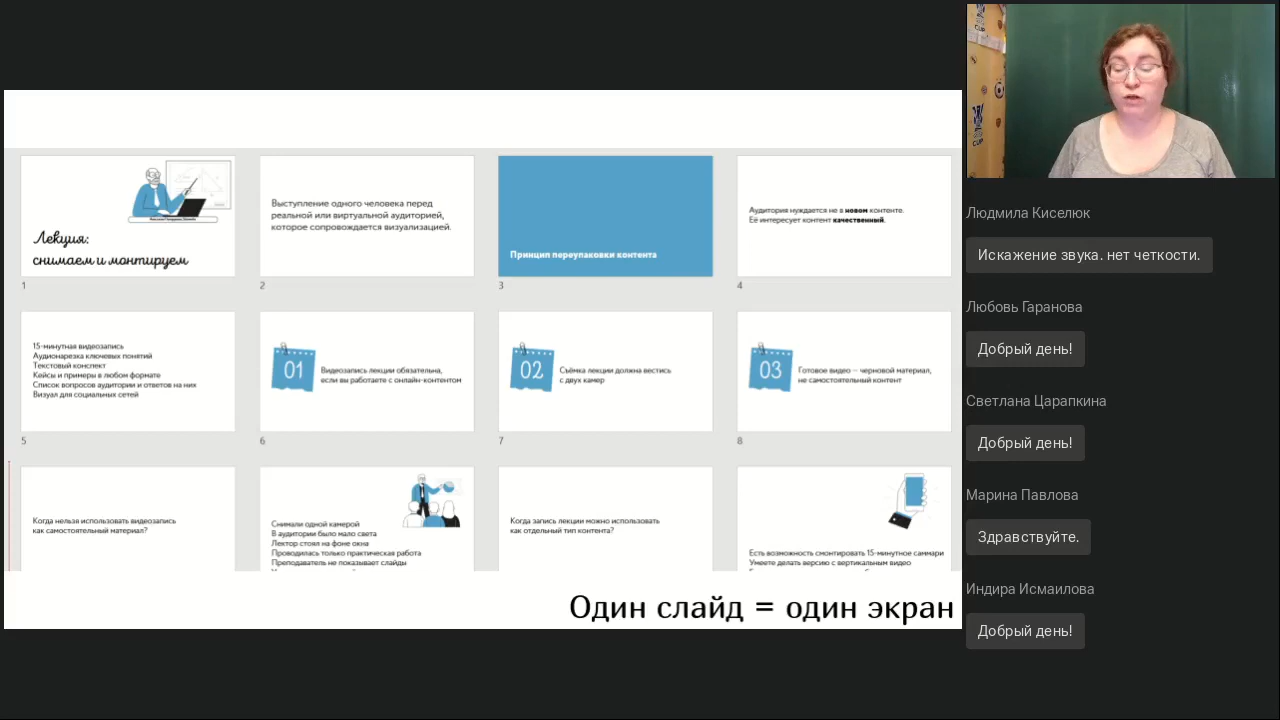 Лекция:
снимаем и монтируем
1
Выступление одного человека перед
реальной или виртуальной аудиторией,
которое сопровождается визуализацией.
2
Принцип переупаковки контента
3
Аудитория нуждается не в новом контенте.
Её интересует контент качественный.
4
15-минутная видеозапись
Аудионарезка ключевых понятий
Текстовый конспект
Кейсы и примеры в любом формате
Список вопросов аудитории и ответов на них
Визуал для социальных сетей
5
01
Видеозапись лекции обязательна,
если вы работаете с онлайн-контентом
6
02
Съёмка лекции должна вестись
с двух камер
7
03
Готовое видео — черновой материал,
не самостоятельный контент
8
Когда нельзя использовать видеозапись
как самостоятельный материал?
Снимали одной камерой
В аудитории было мало света
Лектор стоял на фоне окна
Проводилась только практическая работа
Преподаватель не показывает слайды
Когда запись лекции можно использовать
как отдельный тип контента?
Есть возможность смонтировать 15-минутное саммари
Умеете делать версию с вертикальным видео
Один слайд = один экран
CUP
CUP
Людмила Киселюк
Искажение звука. нет четкости.
Любовь Гаранова
Добрый день!
Светлана Царапкина
Добрый день!
Марина Павлова
Здравствуйте.
Индира Исмаилова
Добрый день!